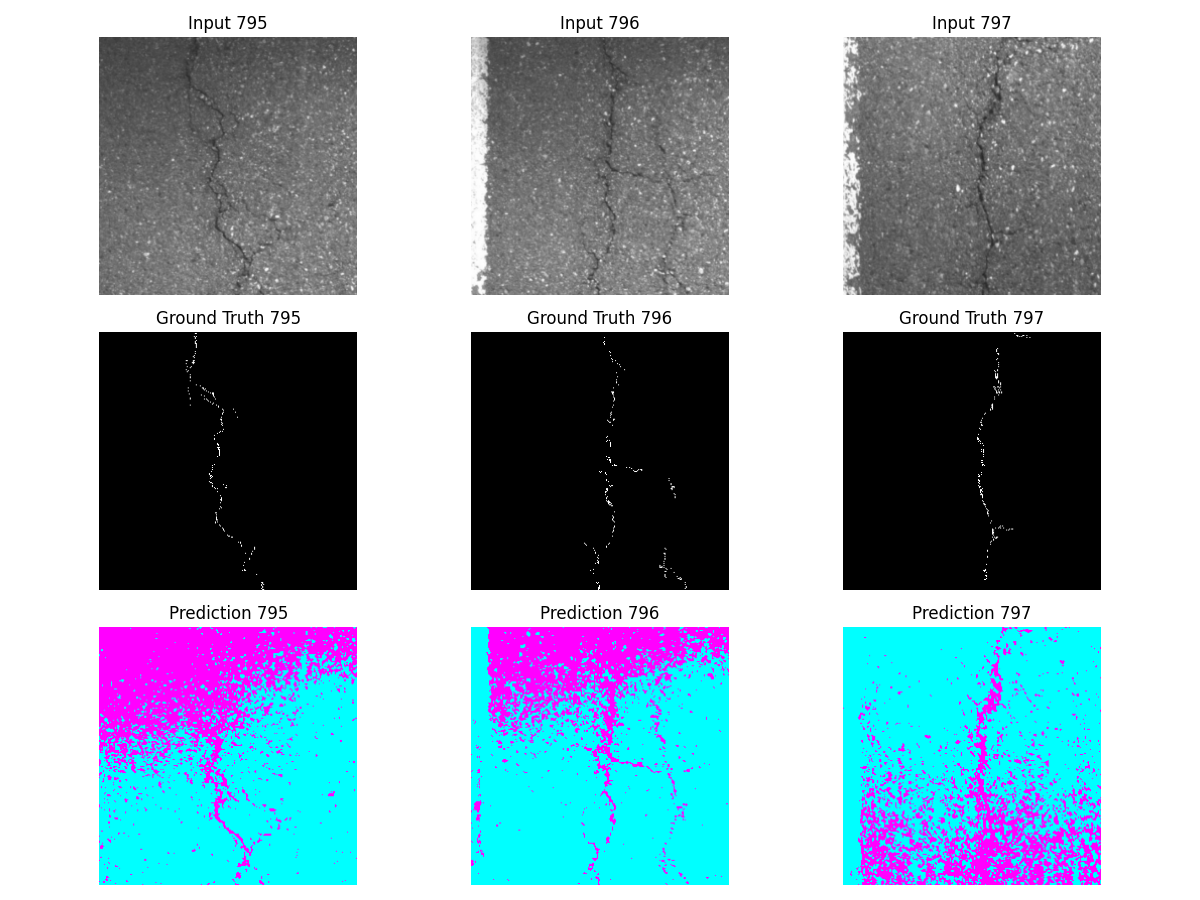 Input 795
Input 796
Input 797
Ground Truth 795
Ground Truth 796
Ground Truth 797
Prediction 795
Prediction 796
Prediction 797